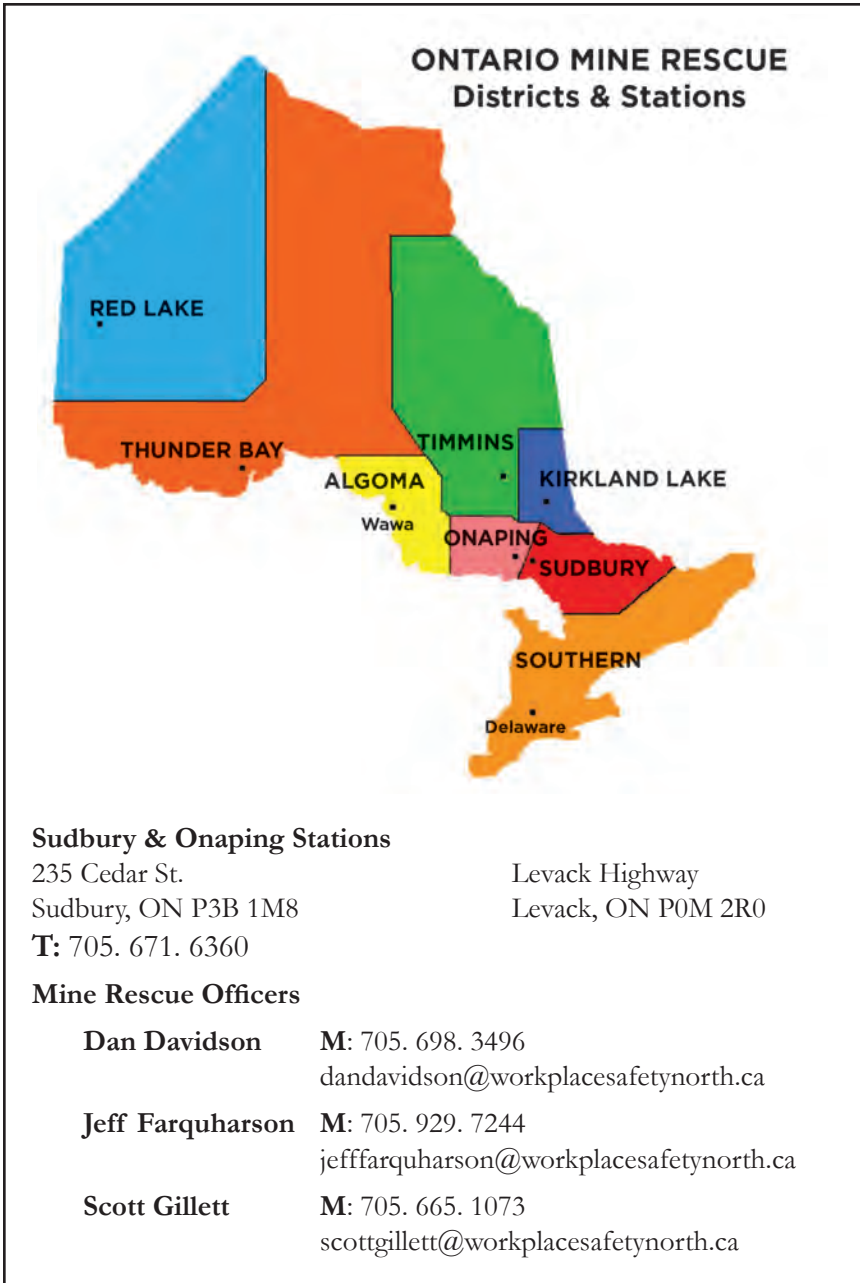 ONTARIO MINE RESCUE
Districts & Stations
RED LAKE
THUNDER BAY
TIMMINS
ALGOMA
KIRKLAND LAKE
Wawa
ONAPING
SUDBURY
SOUTHERN
Delaware
Sudbury & Onaping Stations
235 Cedar St.
Levack Highway
Sudbury, ON P3B 1M8
Levack, ON P0M 2R0
T: 705. 671. 6360
Mine Rescue Officers
Dan Davidson M: 705. 698. 3496
dandavidson@workplacesafetynorth.ca
Jeff Farquharson M: 705. 929. 7244
jefffarquharson@workplacesafetynorth.ca
Scott Gillett M: 705. 665. 1073
scottgillett@workplacesafetynorth.ca